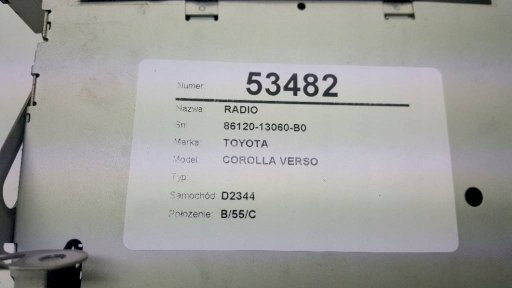 Numer: 53482
Nazwa: RADIO
Sn: 86120-13060-B0
Marka: TOYOTA
Model: COROLLA VERSO
Typ:
Samochód: D2344
Położenie: B/55/C